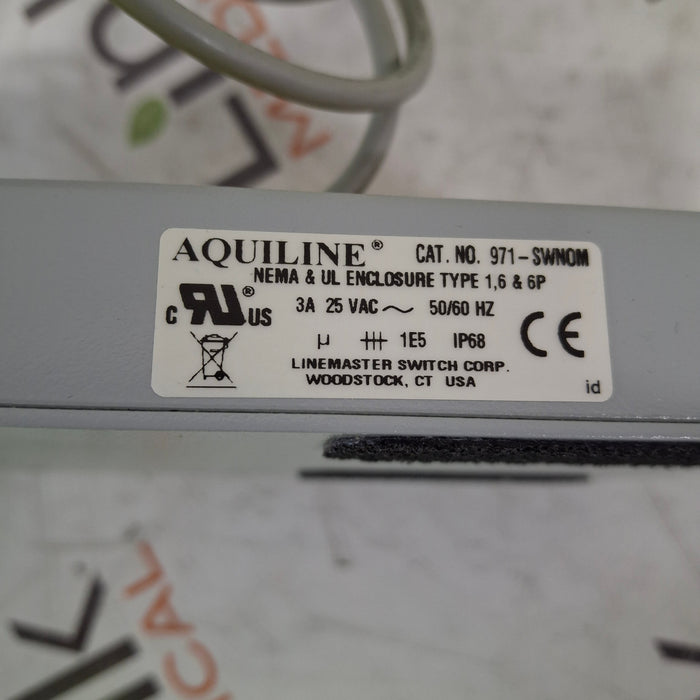 AQUILINE® CAT. NO. 971-SWNOM
NEMA & UL ENCLOSURE TYPE 1,6 & 6P
c RU® US 3A 25 VAC ~ 50/60 HZ CE
µ 1E5 IP68
LINEMASTER SWITCH CORP.
WOODSTOCK, CT USA
id